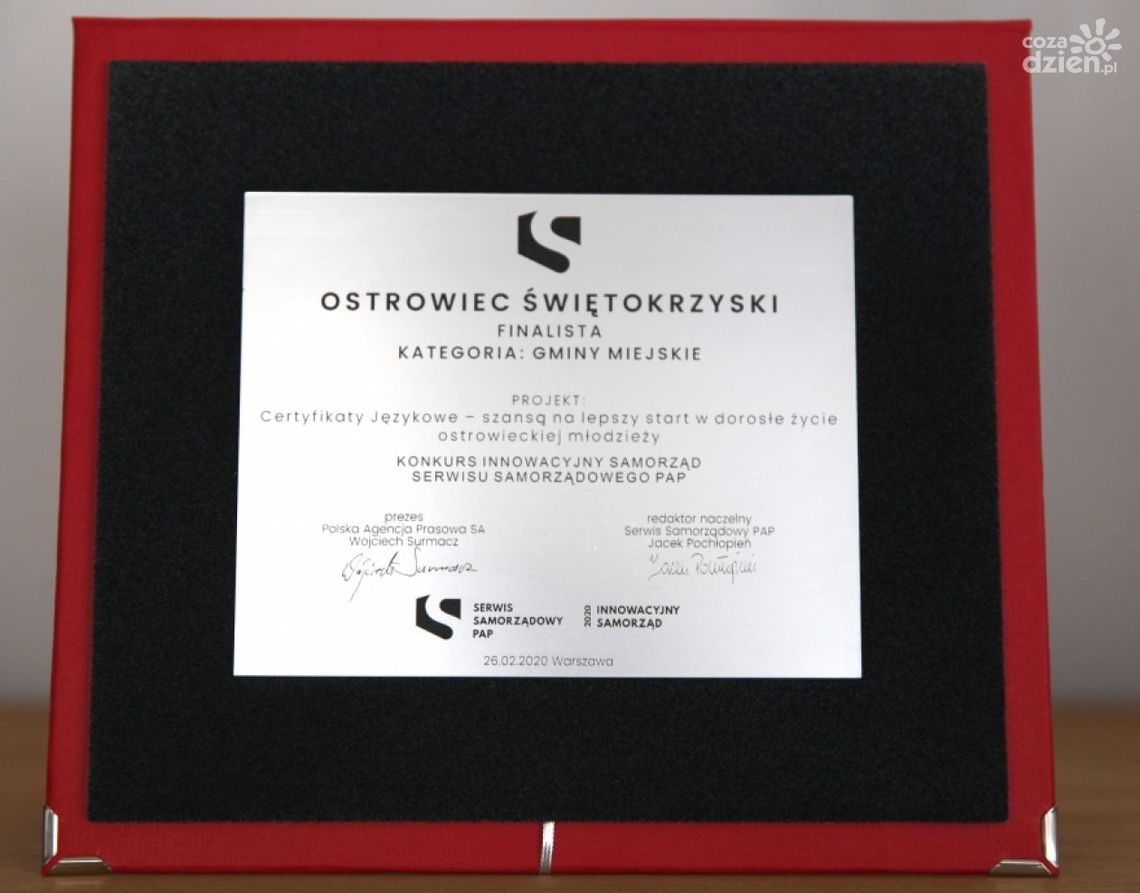 coza
dzien.pl
OSTROWIEC ŚWIĘTOKRZYSKI
FINALISTA
KATEGORIA: GMINY MIEJSKIE
PROJEKT:
Certyfikaty Językowe – szansą na lepszy start w dorosłe życie
ostrowieckiej młodzieży
KONKURS INNOWACYJNY SAMORZĄD
SERWISU SAMORZĄDOWEGO PAP
prezes
Polska Agencja Prasowa SA
Wojciech Surmacz
Wojciech Surmacz
redaktor naczelny
Serwis Samorządowy PAP
Jacek Pochłopień
SERWIS
SAMORZĄDOWY
PAP
2020
INNOWACYJNY
SAMORZĄD
26.02.2020 Warszawa